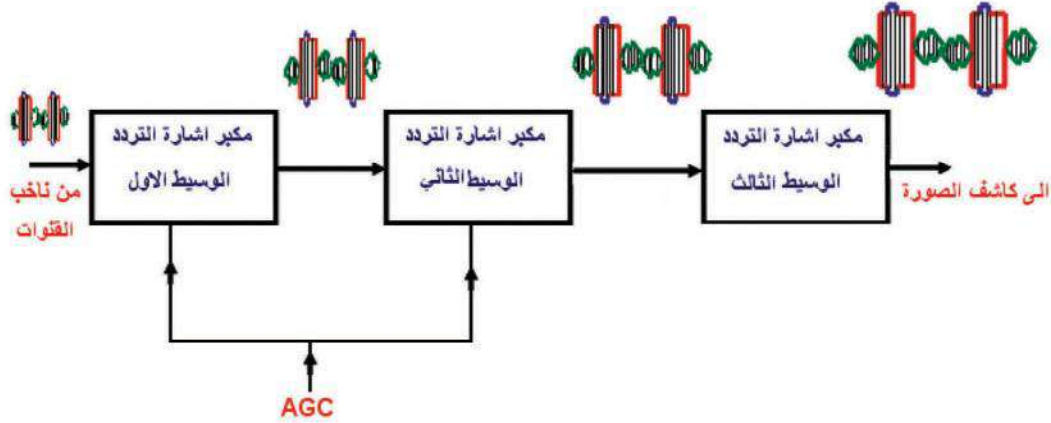 مكبر اشارة التردد
الوسيط الاول
مكبر اشارة التردد
الوسيط الثاني
مكبر اشارة التردد
الوسيط الثالث
من ناخب
القنوات
الى كاشف الصورة
AGC